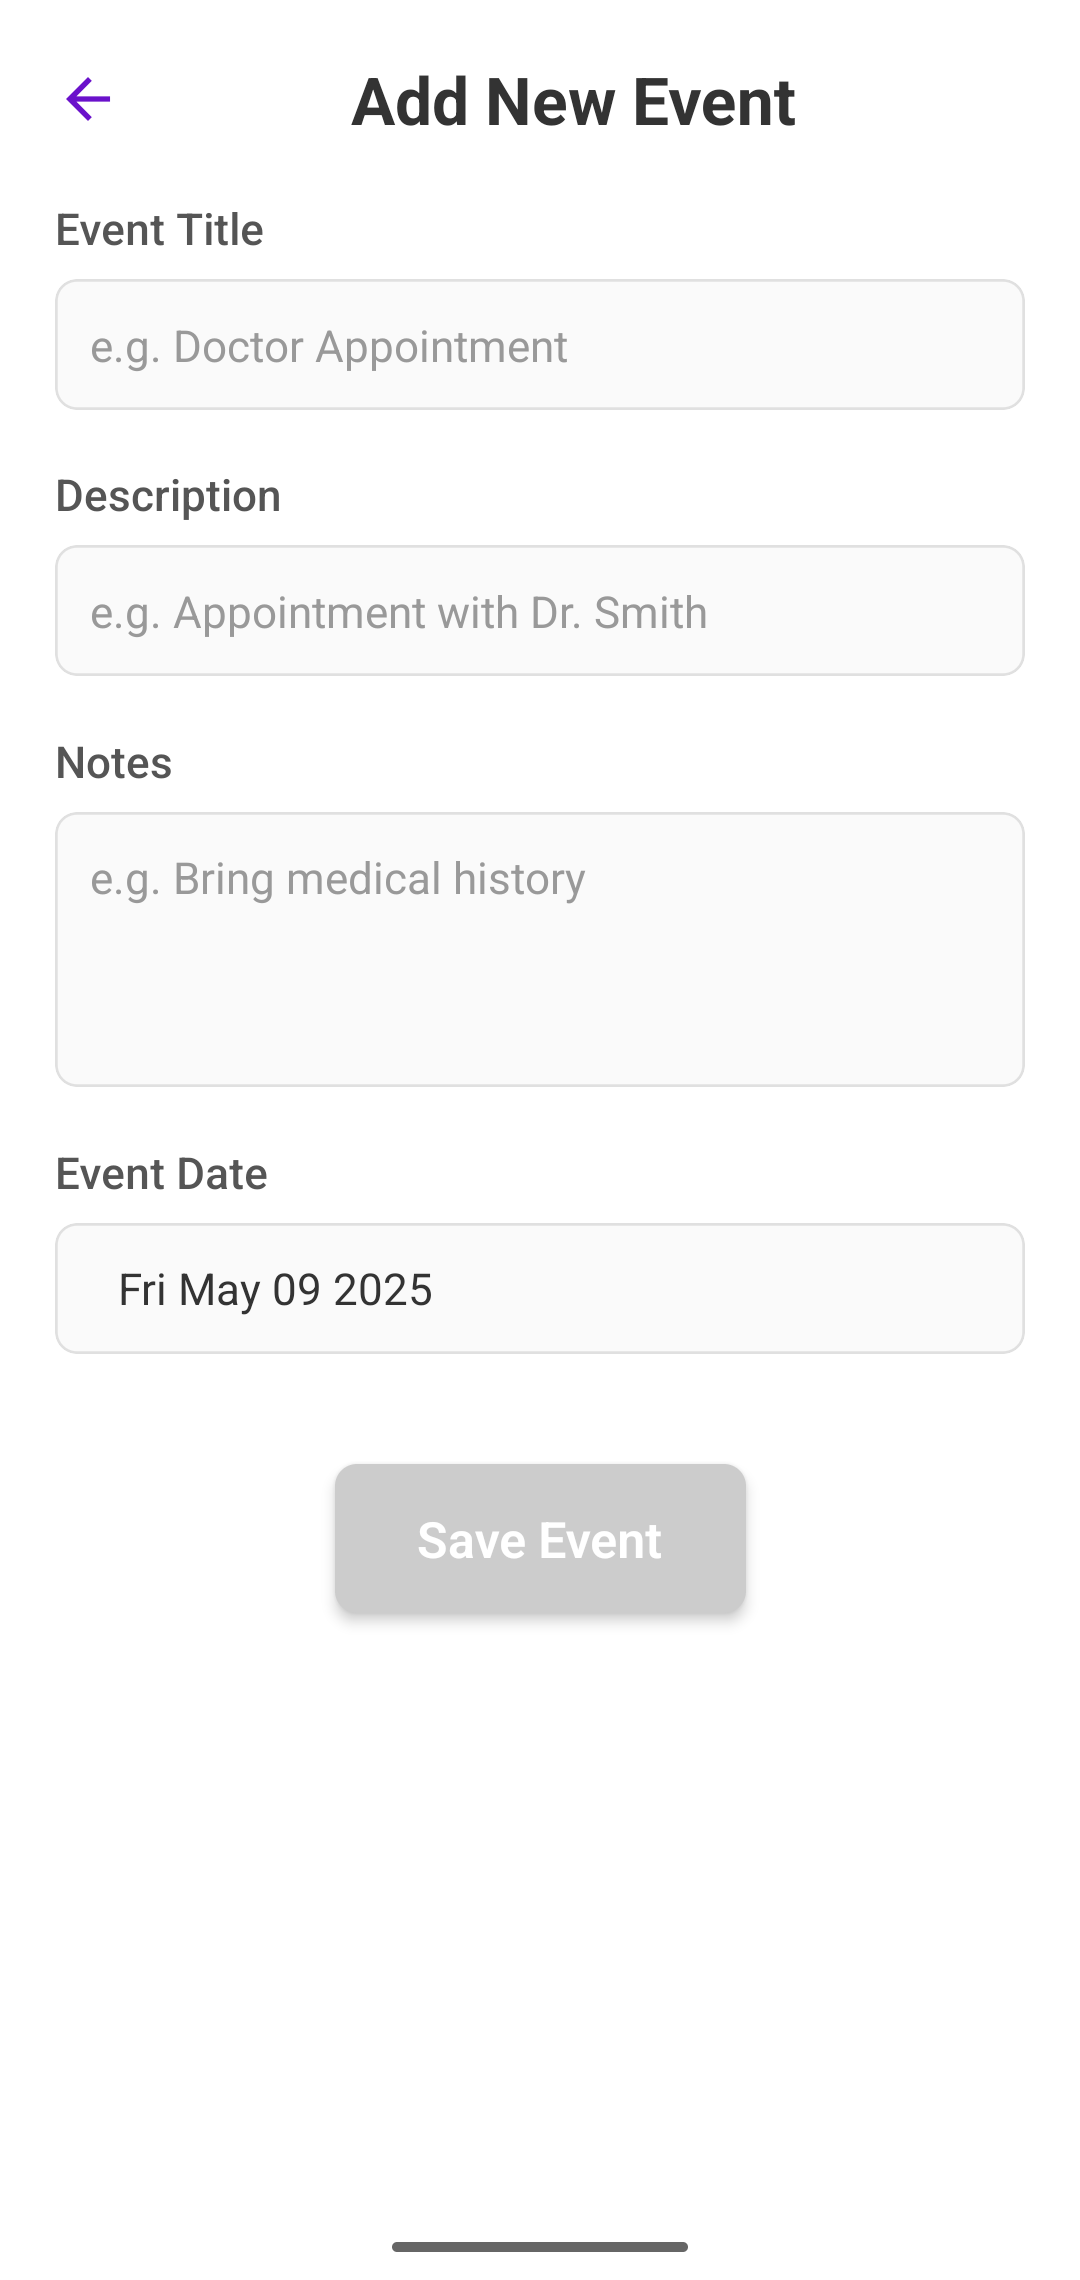 Add New Event
Event Title
e.g. Doctor Appointment
Description
e.g. Appointment with Dr. Smith
Notes
e.g. Bring medical history
Event Date
Fri May 09 2025
Save Event